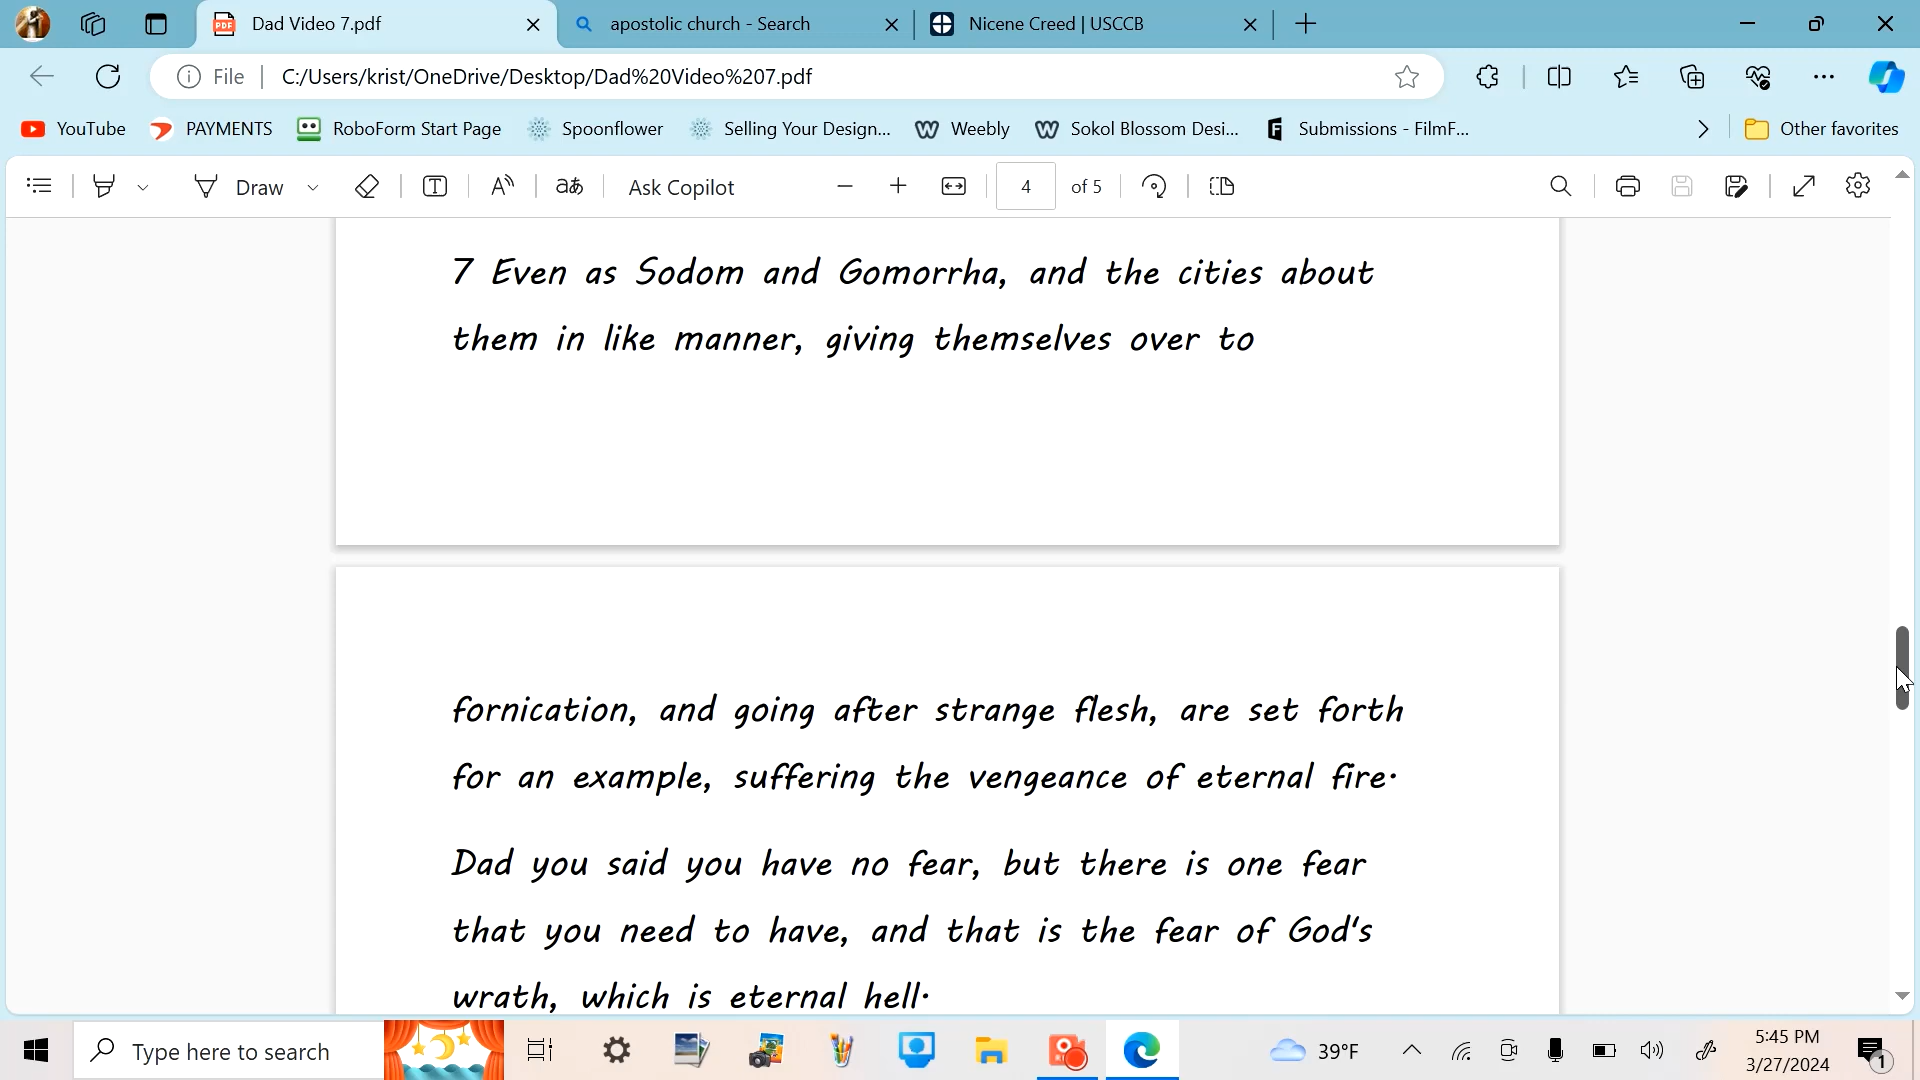 Dad Video 7.pdf
apostolic church - Search
Nicene Creed | USCCB
File
C:/Users/krist/OneDrive/Desktop/Dad%20Video%207.pdf
YouTube
PAYMENTS
RoboForm Start Page
Spoonflower
Selling Your Design...
Weebly
Sokol Blossom Desi...
Submissions - FilmF...
Other favorites
Draw
Ask Copilot
4 of 5
7 Even as Sodom and Gomorrha, and the cities about
them in like manner, giving themselves over to
fornication, and going after strange flesh, are set forth
for an example, suffering the vengeance of eternal fire.
Dad you said you have no fear, but there is one fear
that you need to have, and that is the fear of God's
wrath, which is eternal hell.
Type here to search
39°F
5:45 PM
3/27/2024
1